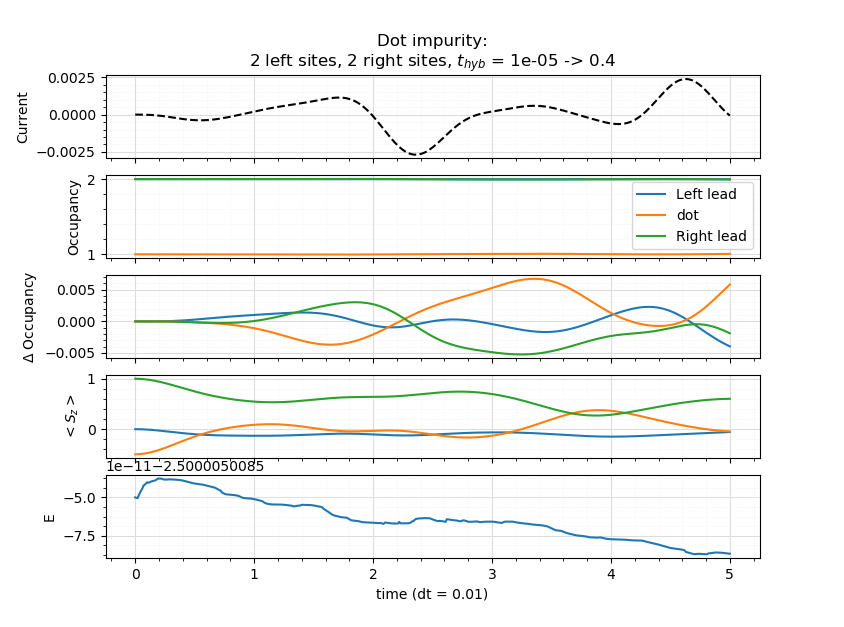 Dot impurity:
2 left sites, 2 right sites, $t_{hyb}$ = 1e-05 -> 0.4
0.0025
0.0000
−0.0025
Current
2
1
Occupancy
Left lead
dot
Right lead
0.005
0.000
−0.005
Δ Occupancy
1
0
< $S_z$ >
1e−11−2.5000050085
−5.0
−7.5
E
0 1 2 3 4 5
time (dt = 0.01)